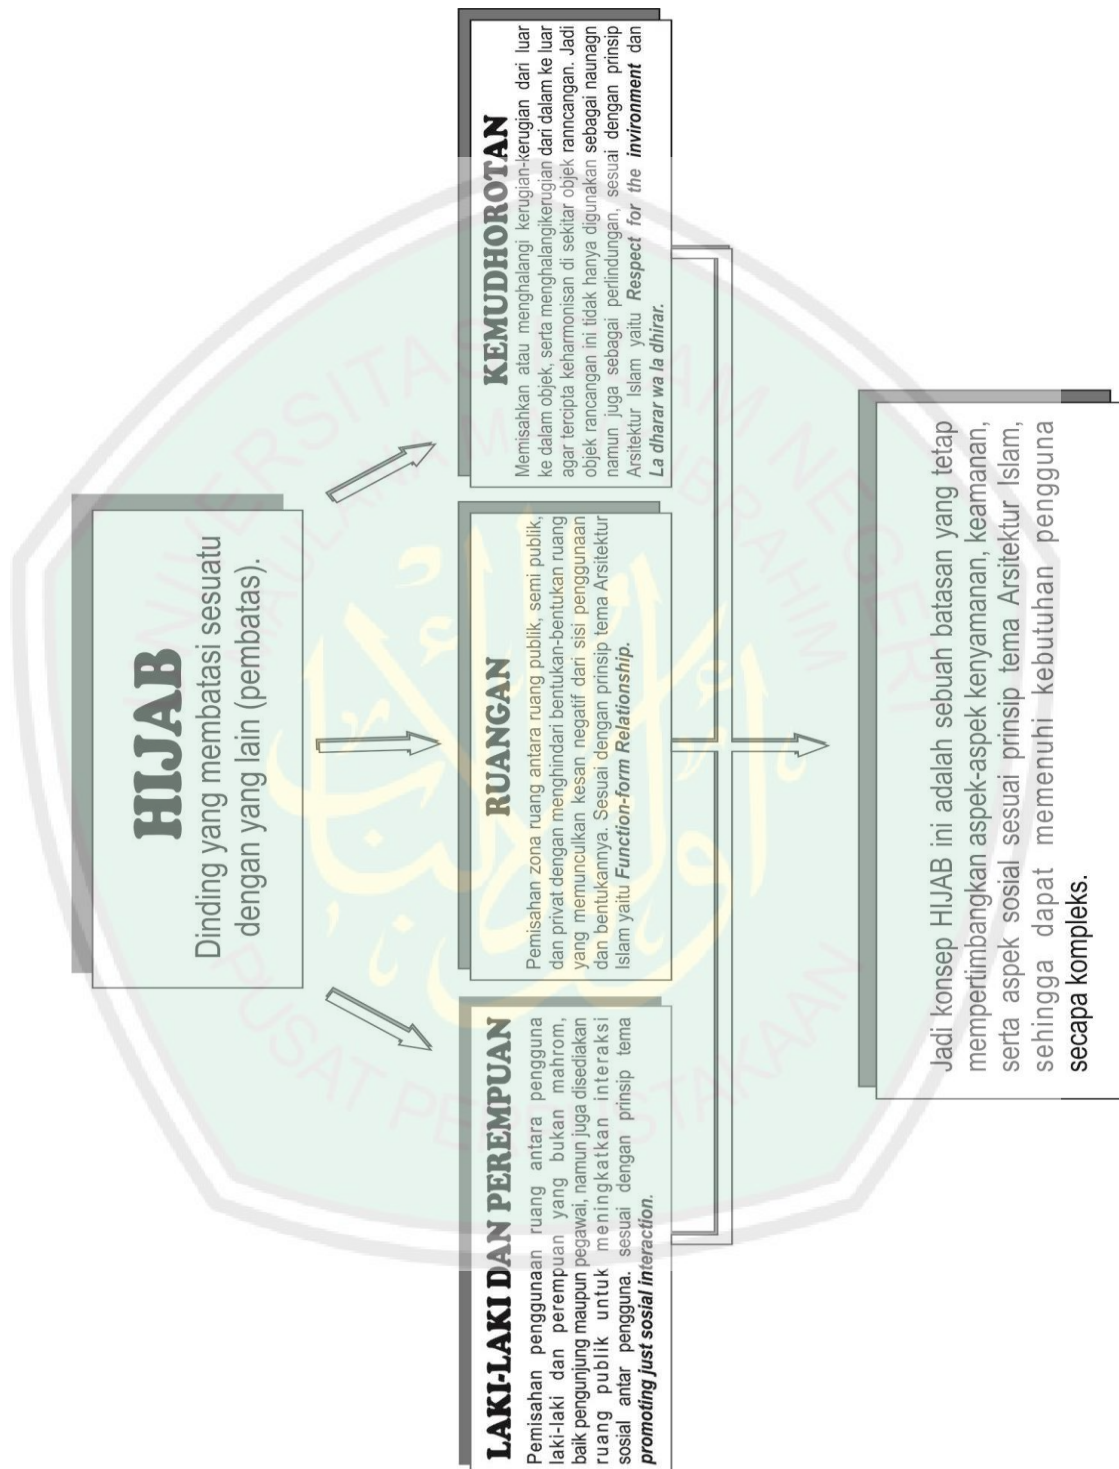 HIJAB
Dinding yang membatasi sesuatu
dengan yang lain (pembatas).
LAKI-LAKI DAN PEREMPUAN
Pemisahan penggunaan ruang antara pengguna
laki-laki dan perempuan yang bukan mahrom,
baik pengunjung maupun pegawai, namun juga disediakan
ruang publik untuk meningkatkan interaksi
sosial antar pengguna. sesuai dengan prinsip tema
promoting just sosial interaction.
RUANGAN
Pemisahan zona ruang antara ruang publik, semi publik,
dan privat dengan menghindari bentukan-bentukan ruang
yang memunculkan kesan negatif dari sisi penggunaan
dan bentukannya. Sesuai dengan prinsip tema Arsitektur
Islam yaitu Function-form Relationship.
KEMUDHOROTAN
Memisahkan atau menghalangi kerugian-kerugian dari luar
ke dalam objek, serta menghalangikerugian dari dalam ke luar
agar tercipta keharmonisan di sekitar objek ranncangan. Jadi
objek rancangan ini tidak hanya digunakan sebagai naunagn
namun juga sebagai perlindungan, sesuai dengan prinsip
Arsitektur Islam yaitu Respect for the invironment dan
La dharar wa la dhirar.
Jadi konsep HIJAB ini adalah sebuah batasan yang tetap
mempertimbangkan aspek-aspek kenyamanan, keamanan,
serta aspek sosial sesuai prinsip tema Arsitektur Islam,
sehingga dapat memenuhi kebutuhan pengguna
secapa kompleks.
UNIVERSITAS ISLAM NEGERI
MAULANA MALIK IBRAHIM
PUSAT PERPUSTAKAAN